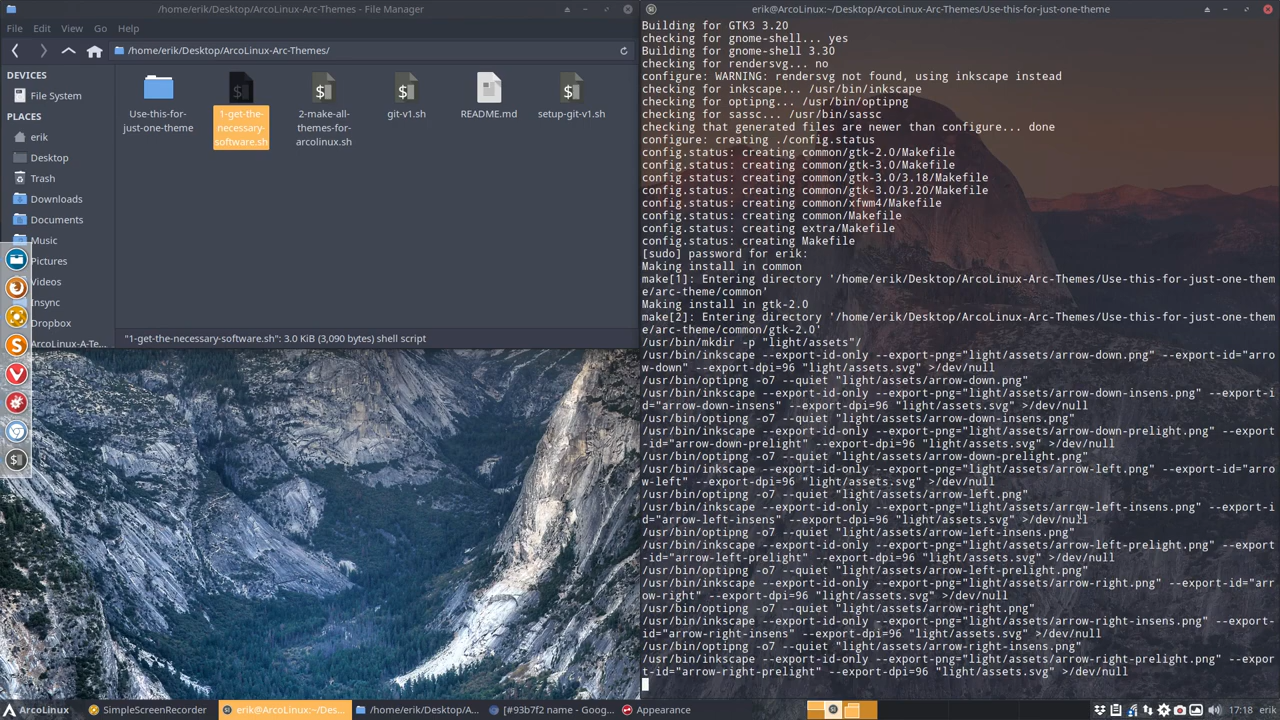 /home/erik/Desktop/ArcoLinux-Arc-Themes/ - File Manager
File Edit View Go Help
/home/erik/Desktop/ArcoLinux-Arc-Themes/
DEVICES
File System
PLACES
erik
Desktop
Trash
Downloads
Documents
Music
Pictures
Videos
Insync
Dropbox
ArcoLinux-A-Te...
Use-this-for-
just-one-theme
1-get-the-
necessary-
software.sh
2-make-all-
themes-for-
arcolinux.sh
git-v1.sh
README.md
setup-git-v1.sh
"1-get-the-necessary-software.sh": 3.0 KiB (3,090 bytes) shell script
erik@ArcoLinux:~/Desktop/ArcoLinux-Arc-Themes/Use-this-for-just-one-theme
Building for GTK3 3.20
checking for gnome-shell... yes
Building for gnome-shell 3.30
checking for rendersvg... no
configure: WARNING: rendersvg not found, using inkscape instead
checking for inkscape... /usr/bin/inkscape
checking for optipng... /usr/bin/optipng
checking for sassc... /usr/bin/sassc
checking that generated files are newer than configure... done
configure: creating ./config.status
config.status: creating common/gtk-2.0/Makefile
config.status: creating common/gtk-3.0/Makefile
config.status: creating common/gtk-3.0/3.18/Makefile
config.status: creating common/gtk-3.0/3.20/Makefile
config.status: creating common/xfwm4/Makefile
config.status: creating common/Makefile
config.status: creating extra/Makefile
config.status: creating Makefile
[sudo] password for erik:
Making install in common
make[1]: Entering directory '/home/erik/Desktop/ArcoLinux-Arc-Themes/Use-this-for-just-one-them
e/arc-theme/common'
Making install in gtk-2.0
make[2]: Entering directory '/home/erik/Desktop/ArcoLinux-Arc-Themes/Use-this-for-just-one-them
e/arc-theme/common/gtk-2.0'
/usr/bin/mkdir -p "light/assets"/
/usr/bin/inkscape --export-id-only --export-png="light/assets/arrow-down.png" --export-id="arro
w-down" --export-dpi=96 "light/assets.svg" >/dev/null
/usr/bin/optipng -o7 --quiet "light/assets/arrow-down.png"
/usr/bin/inkscape --export-id-only --export-png="light/assets/arrow-down-insens.png" --export-i
d="arrow-down-insens" --export-dpi=96 "light/assets.svg" >/dev/null
/usr/bin/optipng -o7 --quiet "light/assets/arrow-down-insens.png"
/usr/bin/inkscape --export-id-only --export-png="light/assets/arrow-down-prelight.png" --export
-id="arrow-down-prelight" --export-dpi=96 "light/assets.svg" >/dev/null
/usr/bin/optipng -o7 --quiet "light/assets/arrow-down-prelight.png"
/usr/bin/inkscape --export-id-only --export-png="light/assets/arrow-left.png" --export-id="arro
w-left" --export-dpi=96 "light/assets.svg" >/dev/null
/usr/bin/optipng -o7 --quiet "light/assets/arrow-left.png"
/usr/bin/inkscape --export-id-only --export-png="light/assets/arrow-left-insens.png" --export-i
d="arrow-left-insens" --export-dpi=96 "light/assets.svg" >/dev/null
/usr/bin/optipng -o7 --quiet "light/assets/arrow-left-insens.png"
/usr/bin/inkscape --export-id-only --export-png="light/assets/arrow-left-prelight.png" --export
-id="arrow-left-prelight" --export-dpi=96 "light/assets.svg" >/dev/null
/usr/bin/optipng -o7 --quiet "light/assets/arrow-left-prelight.png"
/usr/bin/inkscape --export-id-only --export-png="light/assets/arrow-right.png" --export-id="arr
ow-right" --export-dpi=96 "light/assets.svg" >/dev/null
/usr/bin/optipng -o7 --quiet "light/assets/arrow-right.png"
/usr/bin/inkscape --export-id-only --export-png="light/assets/arrow-right-insens.png" --export-
id="arrow-right-insens" --export-dpi=96 "light/assets.svg" >/dev/null
/usr/bin/optipng -o7 --quiet "light/assets/arrow-right-insens.png"
/usr/bin/inkscape --export-id-only --export-png="light/assets/arrow-right-prelight.png" --expor
t-id="arrow-right-prelight" --export-dpi=96 "light/assets.svg" >/dev/null
ArcoLinux SimpleScreenRecorder erik@ArcoLinux:~/Des... /home/erik/Desktop/A... [#93b7f2 name - Goog... Appearance 17:18 erik